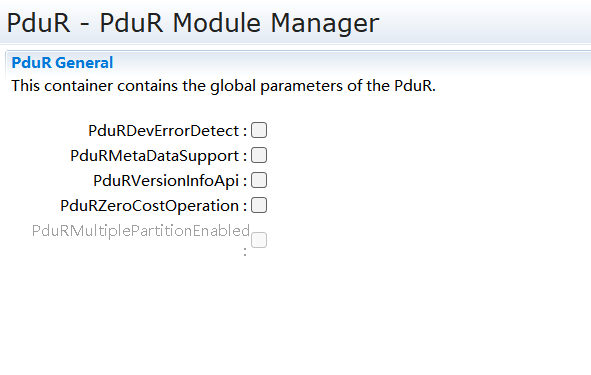 PduR - PduR Module Manager
PduR General
This container contains the global parameters of the PduR.
PduRDevErrorDetect :
PduRMetaDataSupport :
PduRVersionInfoApi :
PduRZeroCostOperation :
PduRMultiplePartitionEnabled
: